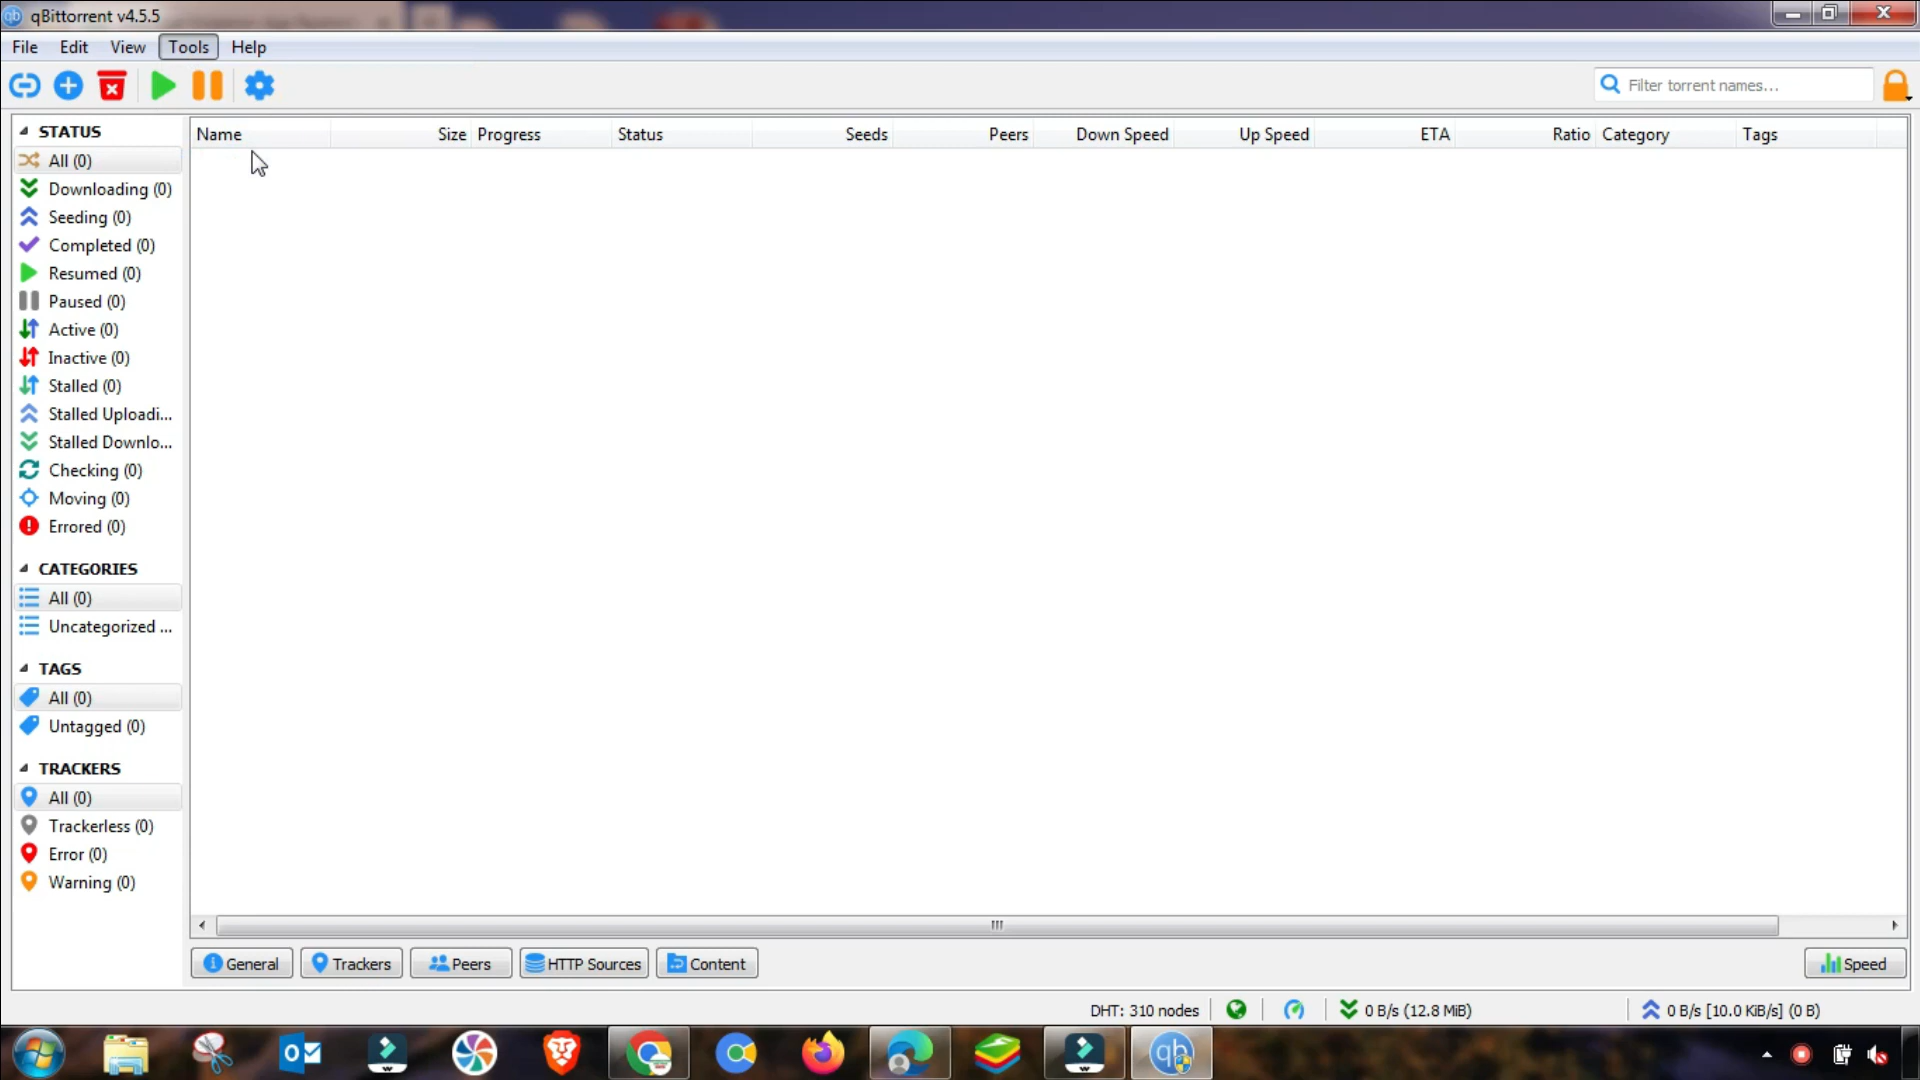 qBittorrent v4.5.5
File Edit View Tools Help
Filter torrent names...
STATUS
All (0)
Downloading (0)
Seeding (0)
Completed (0)
Resumed (0)
Paused (0)
Active (0)
Inactive (0)
Stalled (0)
Stalled Uploadi...
Stalled Downlo...
Checking (0)
Moving (0)
Errored (0)
CATEGORIES
All (0)
Uncategorized ...
TAGS
All (0)
Untagged (0)
TRACKERS
All (0)
Trackerless (0)
Error (0)
Warning (0)
Name Size Progress Status Seeds Peers Down Speed Up Speed ETA Ratio Category Tags
General Trackers Peers HTTP Sources Content Speed
DHT: 310 nodes 0 B/s (12.8 MiB) 0 B/s [10.0 KiB/s] (0 B)